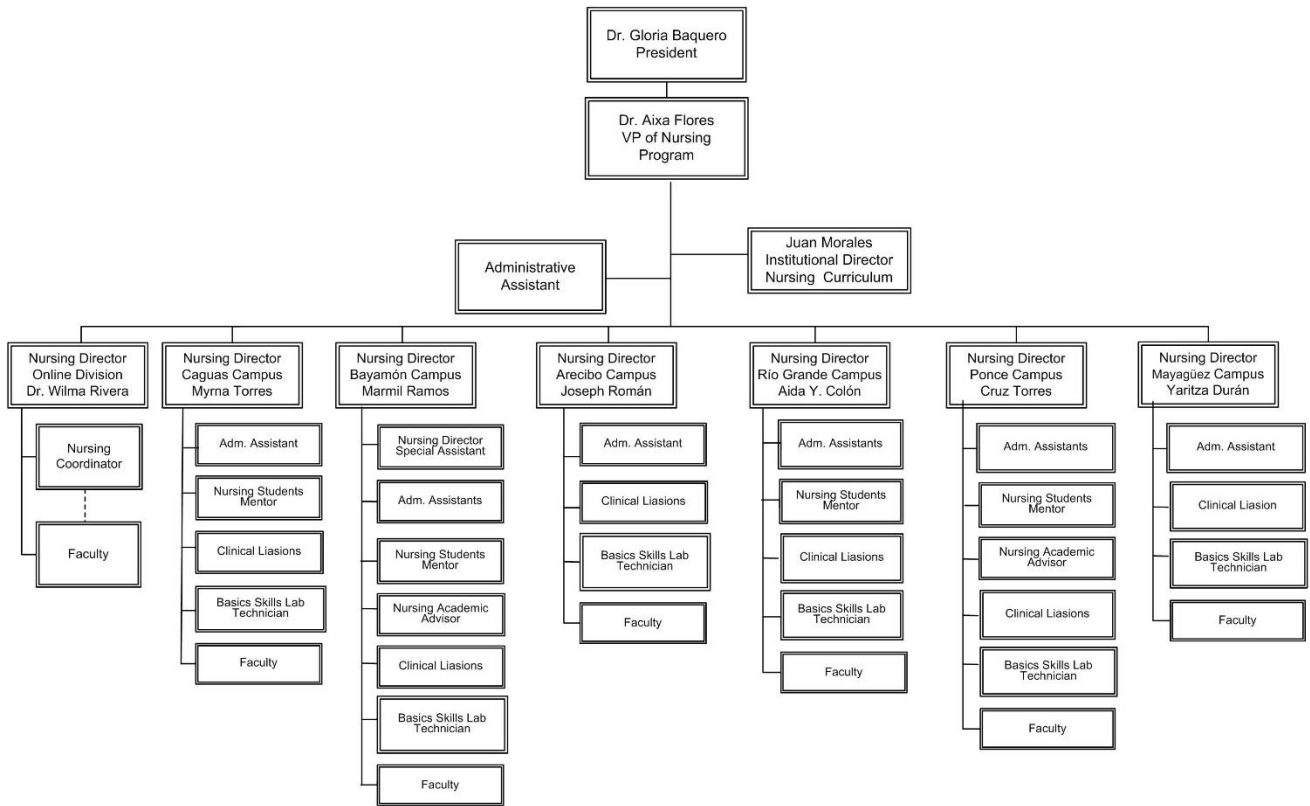 Dr. Gloria Baquero
President
Dr. Aixa Flores
VP of Nursing
Program
Administrative
Assistant
Juan Morales
Institutional Director
Nursing Curriculum
Nursing Director
Online Division
Dr. Wilma Rivera
Nursing
Coordinator
Faculty
Nursing Director
Caguas Campus
Myrna Torres
Adm. Assistant
Nursing Students
Mentor
Clinical Liasions
Basics Skills Lab
Technician
Faculty
Nursing Director
Bayamón Campus
Marmil Ramos
Nursing Director
Special Assistant
Adm. Assistants
Nursing Students
Mentor
Nursing Academic
Advisor
Clinical Liasions
Basics Skills Lab
Technician
Faculty
Nursing Director
Arecibo Campus
Joseph Román
Adm. Assistant
Clinical Liasions
Basics Skills Lab
Technician
Faculty
Nursing Director
Río Grande Campus
Aida Y. Colón
Adm. Assistants
Nursing Students
Mentor
Clinical Liasions
Basics Skills Lab
Technician
Faculty
Nursing Director
Ponce Campus
Cruz Torres
Adm. Assistants
Nursing Students
Mentor
Nursing Academic
Advisor
Clinical Liasions
Basics Skills Lab
Technician
Faculty
Nursing Director
Mayagüez Campus
Yaritza Durán
Adm. Assistant
Clinical Liasion
Basics Skills Lab
Technician
Faculty